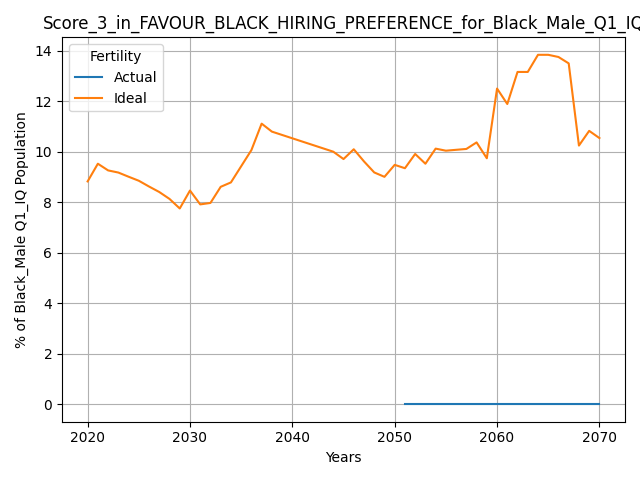 Score_3_in_FAVOUR_BLACK_HIRING_PREFERENCE_for_Black_Male_Q1_IQ
Fertility
Actual
Ideal
% of Black_Male Q1_IQ Population
14
12
10
8
6
4
2
0
2020 2030 2040 2050 2060 2070
Years